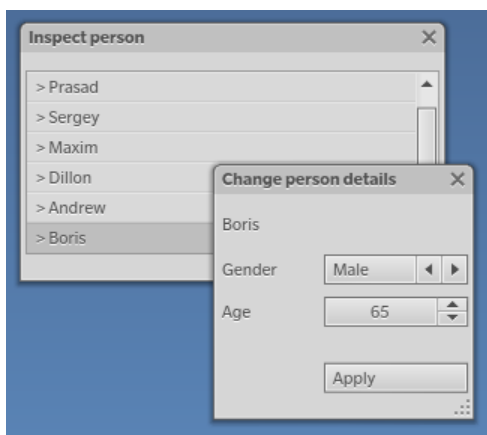 Inspect person
> Prasad
> Sergey
> Maxim
> Dillon
> Andrew
> Boris
Change person details
Boris
Gender Male
Age 65
Apply